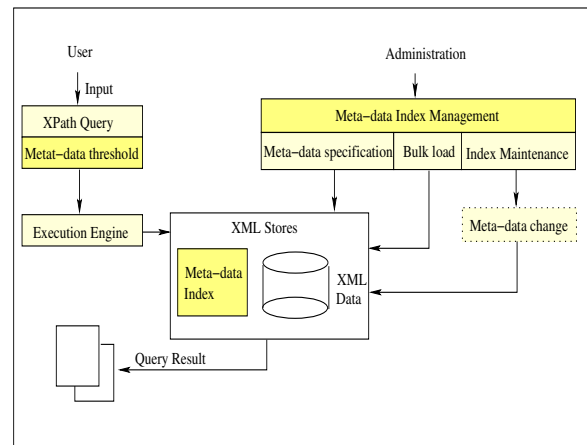 User
Administration
Input
XPath Query
Metat-data threshold
Meta-data Index Management
Meta-data specification
Bulk load
Index Maintenance
Execution Engine
XML Stores
Meta-data change
Meta-data
Index
XML
Data
Query Result